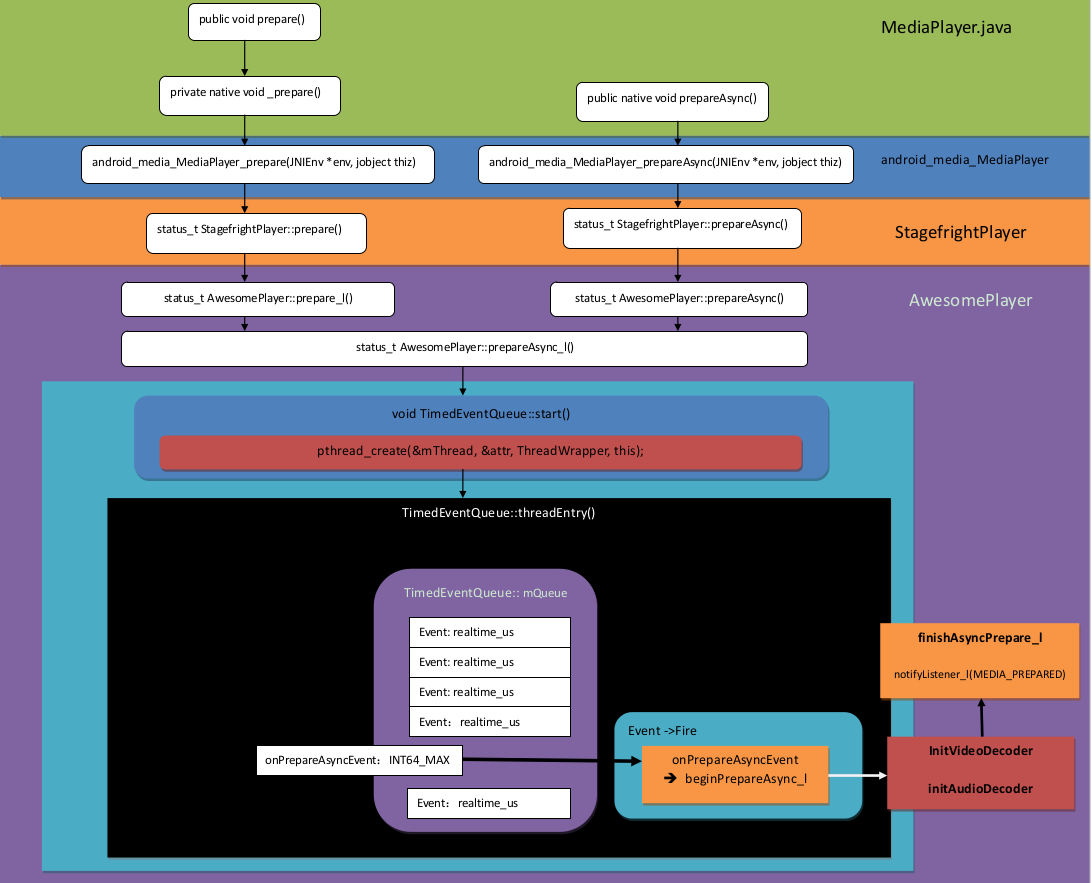 public void prepare()
MediaPlayer.java
private native void _prepare()
public native void prepareAsync()
android_media_MediaPlayer_prepare(JNIEnv *env, jobject thiz)
android_media_MediaPlayer_prepareAsync(JNIEnv *env, jobject thiz)
android_media_MediaPlayer
status_t StagefrightPlayer::prepare()
status_t StagefrightPlayer::prepareAsync()
StagefrightPlayer
status_t AwesomePlayer::prepare_l()
status_t AwesomePlayer::prepareAsync()
AwesomePlayer
status_t AwesomePlayer::prepareAsync_l()
void TimedEventQueue::start()
pthread_create(&mThread, &attr, ThreadWrapper, this);
TimedEventQueue::threadEntry()
TimedEventQueue:: mQueue
Event: realtime_us
Event: realtime_us
Event: realtime_us
Event： realtime_us
onPrepareAsyncEvent： INT64_MAX
Event： realtime_us
Event ->Fire
onPrepareAsyncEvent
➔ beginPrepareAsync_l
finishAsyncPrepare_l
notifyListener_l(MEDIA_PREPARED)
InitVideoDecoder
initAudioDecoder